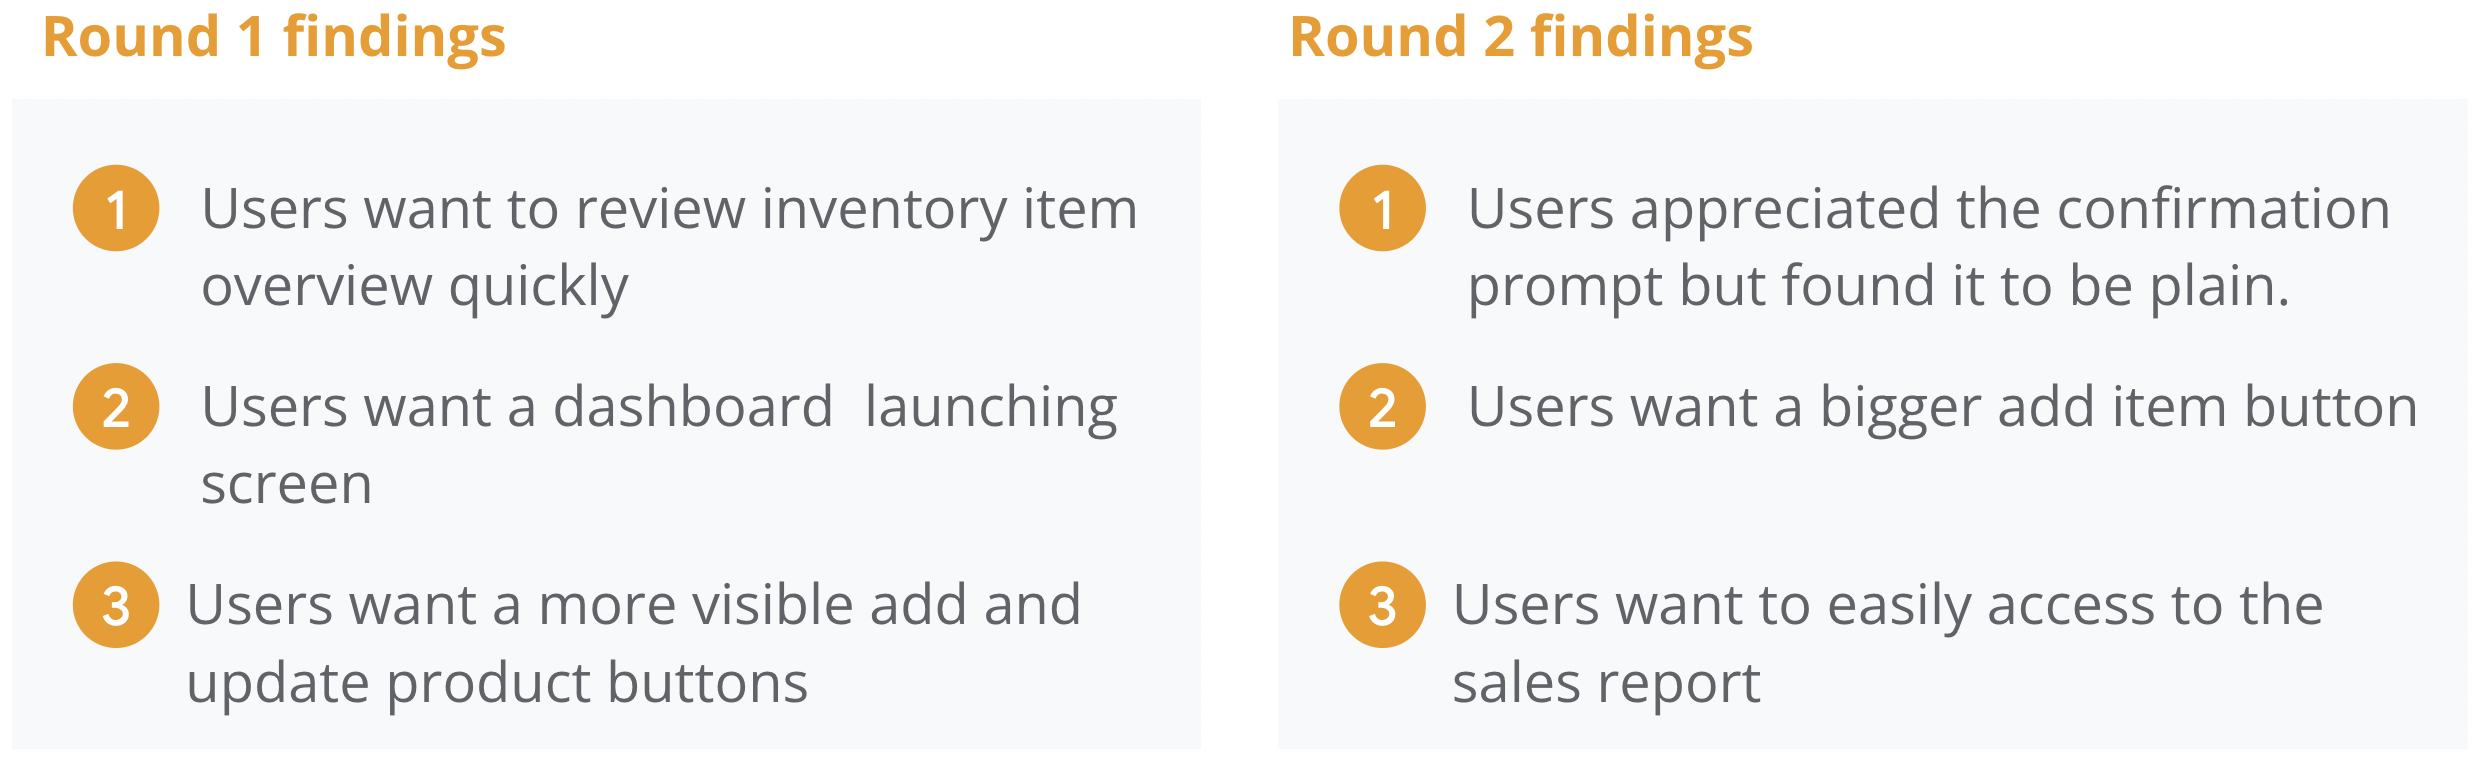 Round 1 findings
1 Users want to review inventory item
overview quickly
2 Users want a dashboard  launching
screen
3 Users want a more visible add and
update product buttons
Round 2 findings
1 Users appreciated the confirmation
prompt but found it to be plain.
2 Users want a bigger add item button
3 Users want to easily access to the
sales report